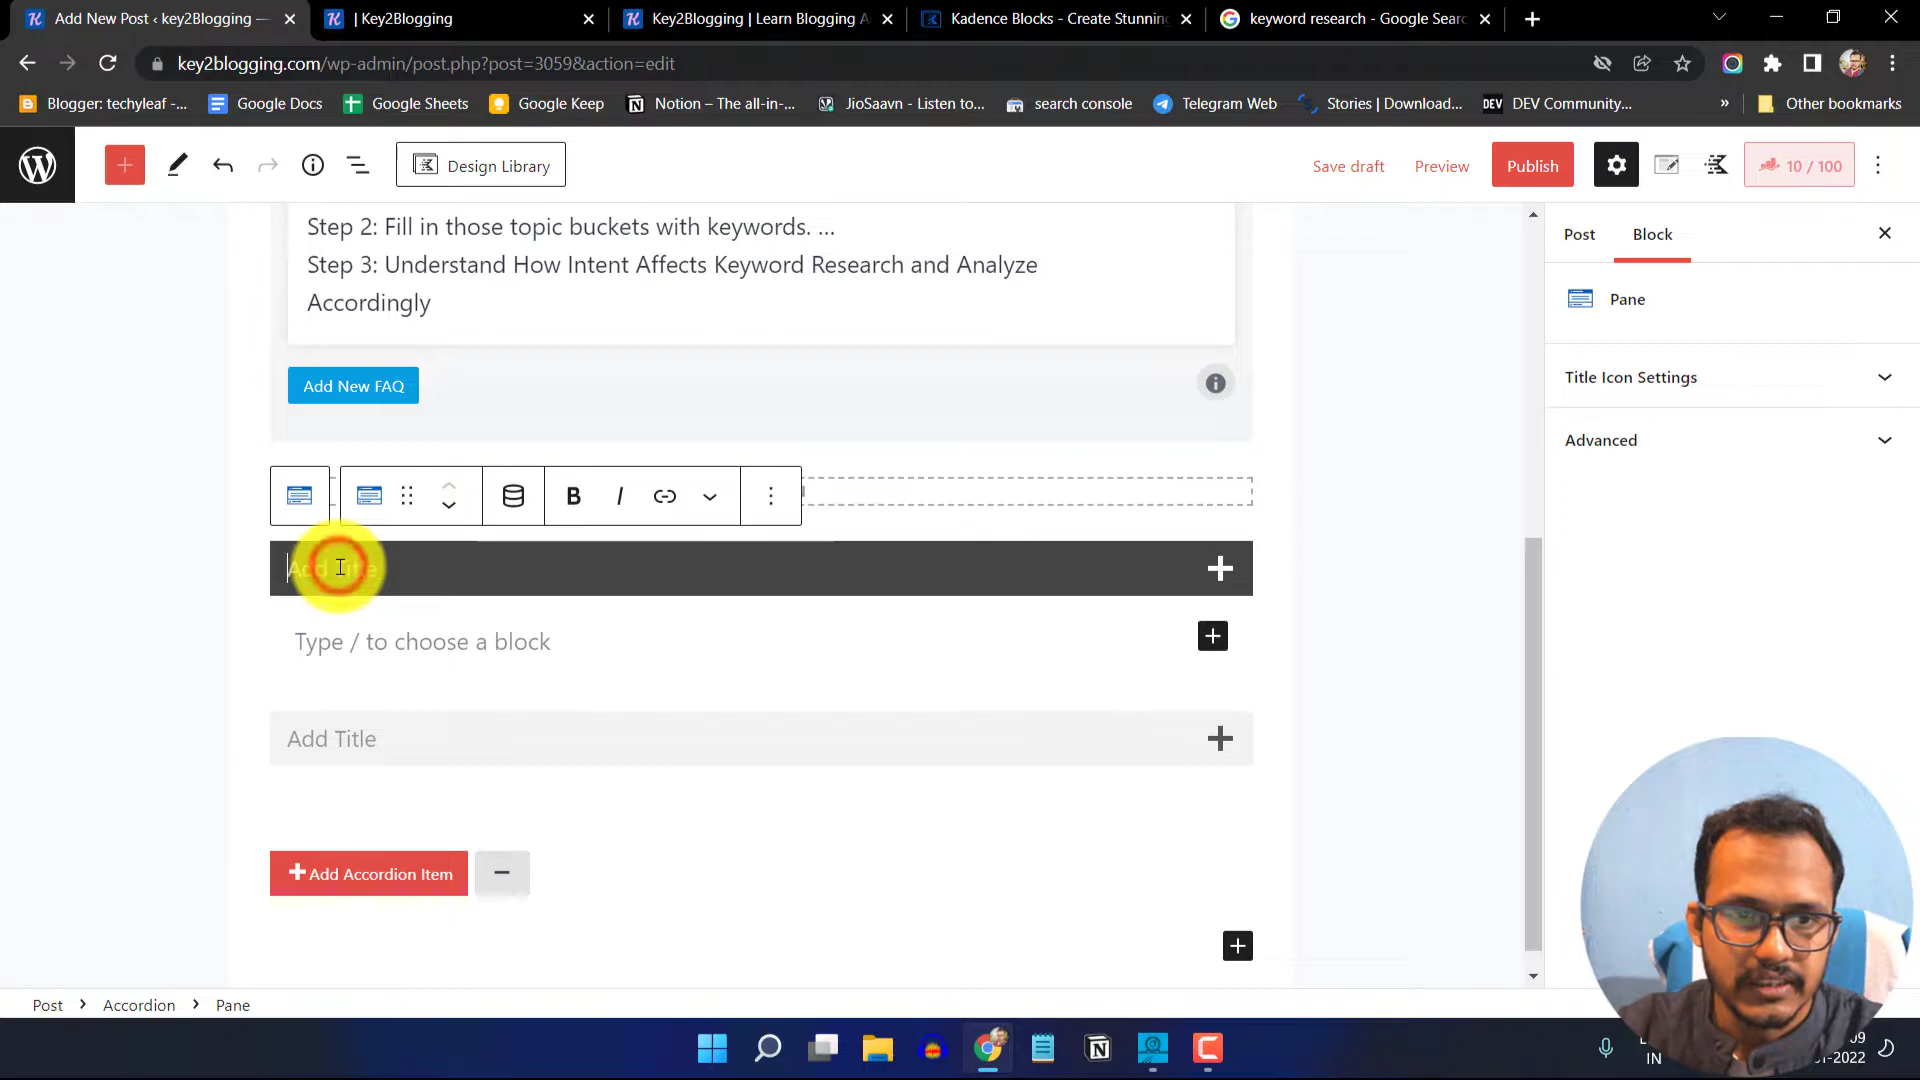 Add New Post ‹ key2Blogging —
| Key2Blogging
Key2Blogging | Learn Blogging A
Kadence Blocks - Create Stunnin
keyword research - Google Searc
key2blogging.com/wp-admin/post.php?post=3059&action=edit
Blogger: techyleaf -...
Google Docs
Google Sheets
Google Keep
Notion – The all-in-...
JioSaavn - Listen to...
search console
Telegram Web
Stories | Download...
DEV Community...
»
Other bookmarks
Design Library
Save draft
Preview
Publish
10 / 100
Step 2: Fill in those topic buckets with keywords. ...
Step 3: Understand How Intent Affects Keyword Research and Analyze
Accordingly
Add New FAQ
Post
Block
Pane
Title Icon Settings
Advanced
B
I
Add Title
Type / to choose a block
Add Title
Add Accordion Item
Post
Accordion
Pane
IN